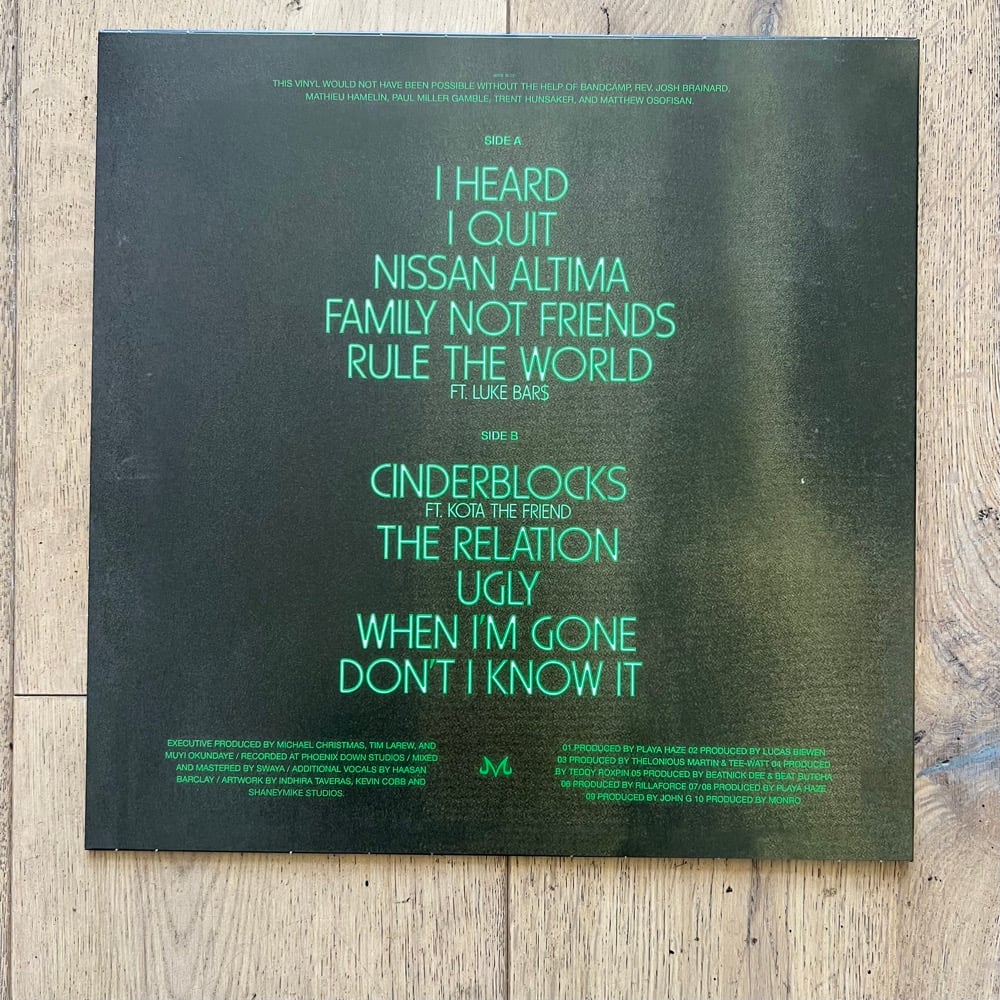 THIS VINYL WOULD NOT HAVE BEEN POSSIBLE WITHOUT THE HELP OF BANDCAMP, REV. JOSH BRAINARD,
MATHIEU HAMELIN, PAUL MILLER GAMBLE, TRENT HUNSAKER, AND MATTHEW OSOFISAN.
SIDE A
I HEARD
I QUIT
NISSAN ALTIMA
FAMILY NOT FRIENDS
RULE THE WORLD
FT. LUKE BAR$
SIDE B
CINDERBLOCKS
FT. KOTA THE FRIEND
THE RELATION
UGLY
WHEN I'M GONE
DON'T I KNOW IT
EXECUTIVE PRODUCED BY MICHAEL CHRISTMAS, TIM LAREW, AND
MUYI OKUNDAYE / RECORDED AT PHOENIX DOWN STUDIOS / MIXED
AND MASTERED BY SWAYA / ADDITIONAL VOCALS BY HAASAN
BARCLAY / ARTWORK BY INDHIRA TAVERAS, KEVIN COBB AND
SHANEYMIKE STUDIOS.
01 PRODUCED BY PLAYA HAZE 02 PRODUCED BY LUCAS BIEWEN
03 PRODUCED BY THELONIOUS MARTIN & TEE-WATT 04 PRODUCED
BY TEDDY ROXPIN 05 PRODUCED BY BEATNICK DEE & BEAT BUTCHA
06 PRODUCED BY RILLAFORCE 07/08 PRODUCED BY PLAYA HAZE
09 PRODUCED BY JOHN G 10 PRODUCED BY MONRO